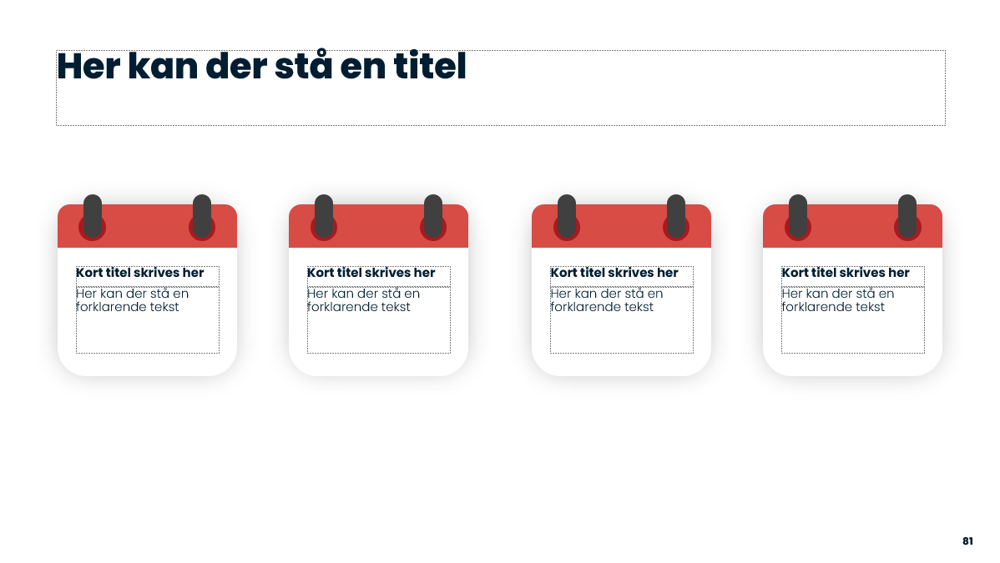 Her kan der stå en titel
Kort titel skrives her
Her kan der stå en
forklarende tekst
Kort titel skrives her
Her kan der stå en
forklarende tekst
Kort titel skrives her
Her kan der stå en
forklarende tekst
Kort titel skrives her
Her kan der stå en
forklarende tekst
81